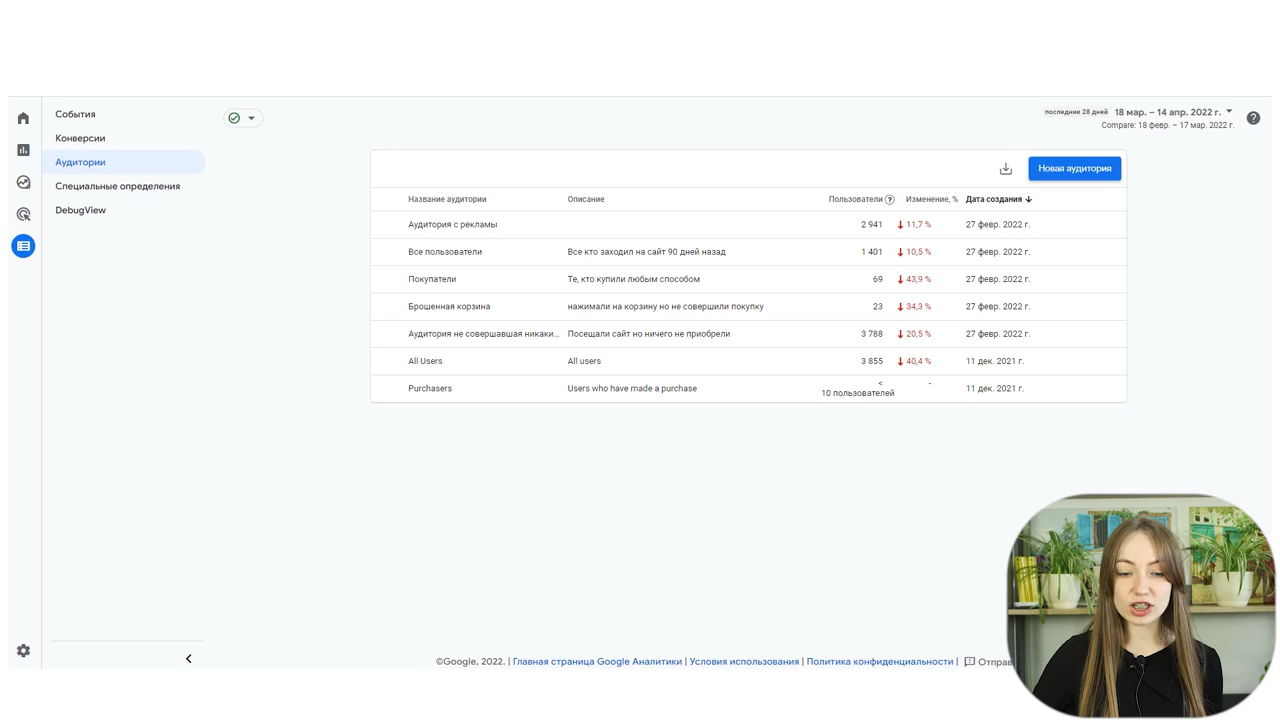 События
Конверсии
Аудитории
Специальные определения
DebugView
последние 28 дней 18 мар. – 14 апр. 2022 г.
Compare: 18 февр. – 17 мар. 2022 г.
Новая аудитория
Название аудитории Описание Пользователи Изменение, % Дата создания
Аудитория с рекламы 2 941 11,7 % 27 февр. 2022 г.
Все пользователи Все кто заходил на сайт 90 дней назад 1 401 10,5 % 27 февр. 2022 г.
Покупатели Те, кто купили любым способом 69 43,9 % 27 февр. 2022 г.
Брошенная корзина нажимали на корзину но не совершили покупку 23 34,3 % 27 февр. 2022 г.
Аудитория не совершавшая никаки... Посещали сайт но ничего не приобрели 3 788 20,5 % 27 февр. 2022 г.
All Users All users 3 855 40,4 % 11 дек. 2021 г.
Purchasers Users who have made a purchase < 10 пользователей - 11 дек. 2021 г.
©Google, 2022. | Главная страница Google Аналитики | Условия использования | Политика конфиденциальности | Отправ